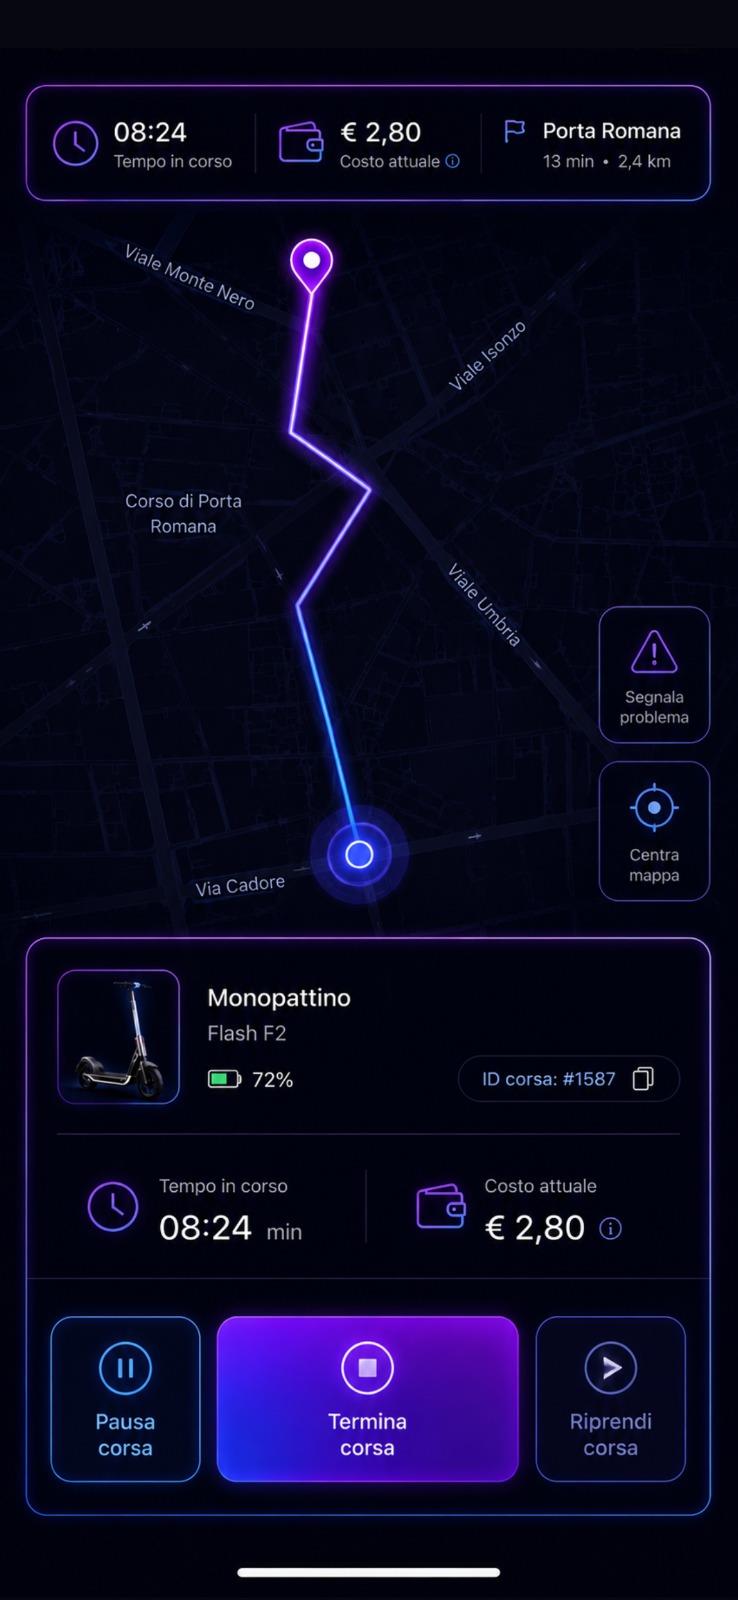 08:24
Tempo in corso
€ 2,80
Costo attuale
Porta Romana
13 min • 2,4 km
Viale Monte Nero
Viale Isonzo
Corso di Porta
Romana
Viale Umbria
Segnala
problema
Centra
mappa
Via Cadore
Monopattino
Flash F2
72%
ID corsa: #1587
Tempo in corso
08:24 min
Costo attuale
€ 2,80
Pausa
corsa
Termina
corsa
Riprendi
corsa